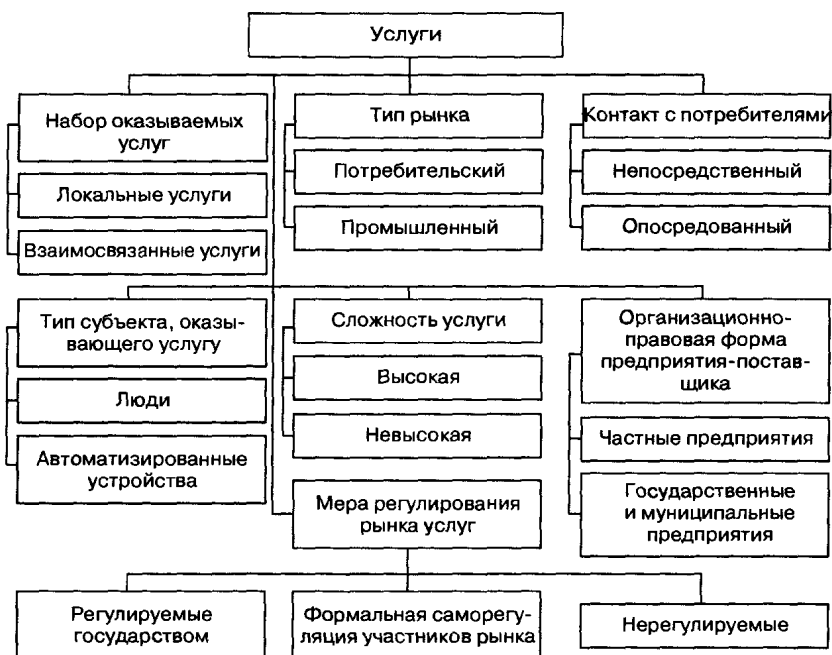 Услуги
Набор оказываемых
услуг
Локальные услуги
Взаимосвязанные услуги
Тип рынка
Потребительский
Промышленный
Контакт с потребителями
Непосредственный
Опосредованный
Тип субъекта, оказы-
вающего услугу
Люди
Автоматизированные
устройства
Сложность услуги
Высокая
Невысокая
Организационно-
правовая форма
предприятия-постав-
щика
Частные предприятия
Государственные
и муниципальные
предприятия
Мера регулирования
рынка услуг
Регулируемые
государством
Формальная саморегу-
ляция участников рынка
Нерегулируемые